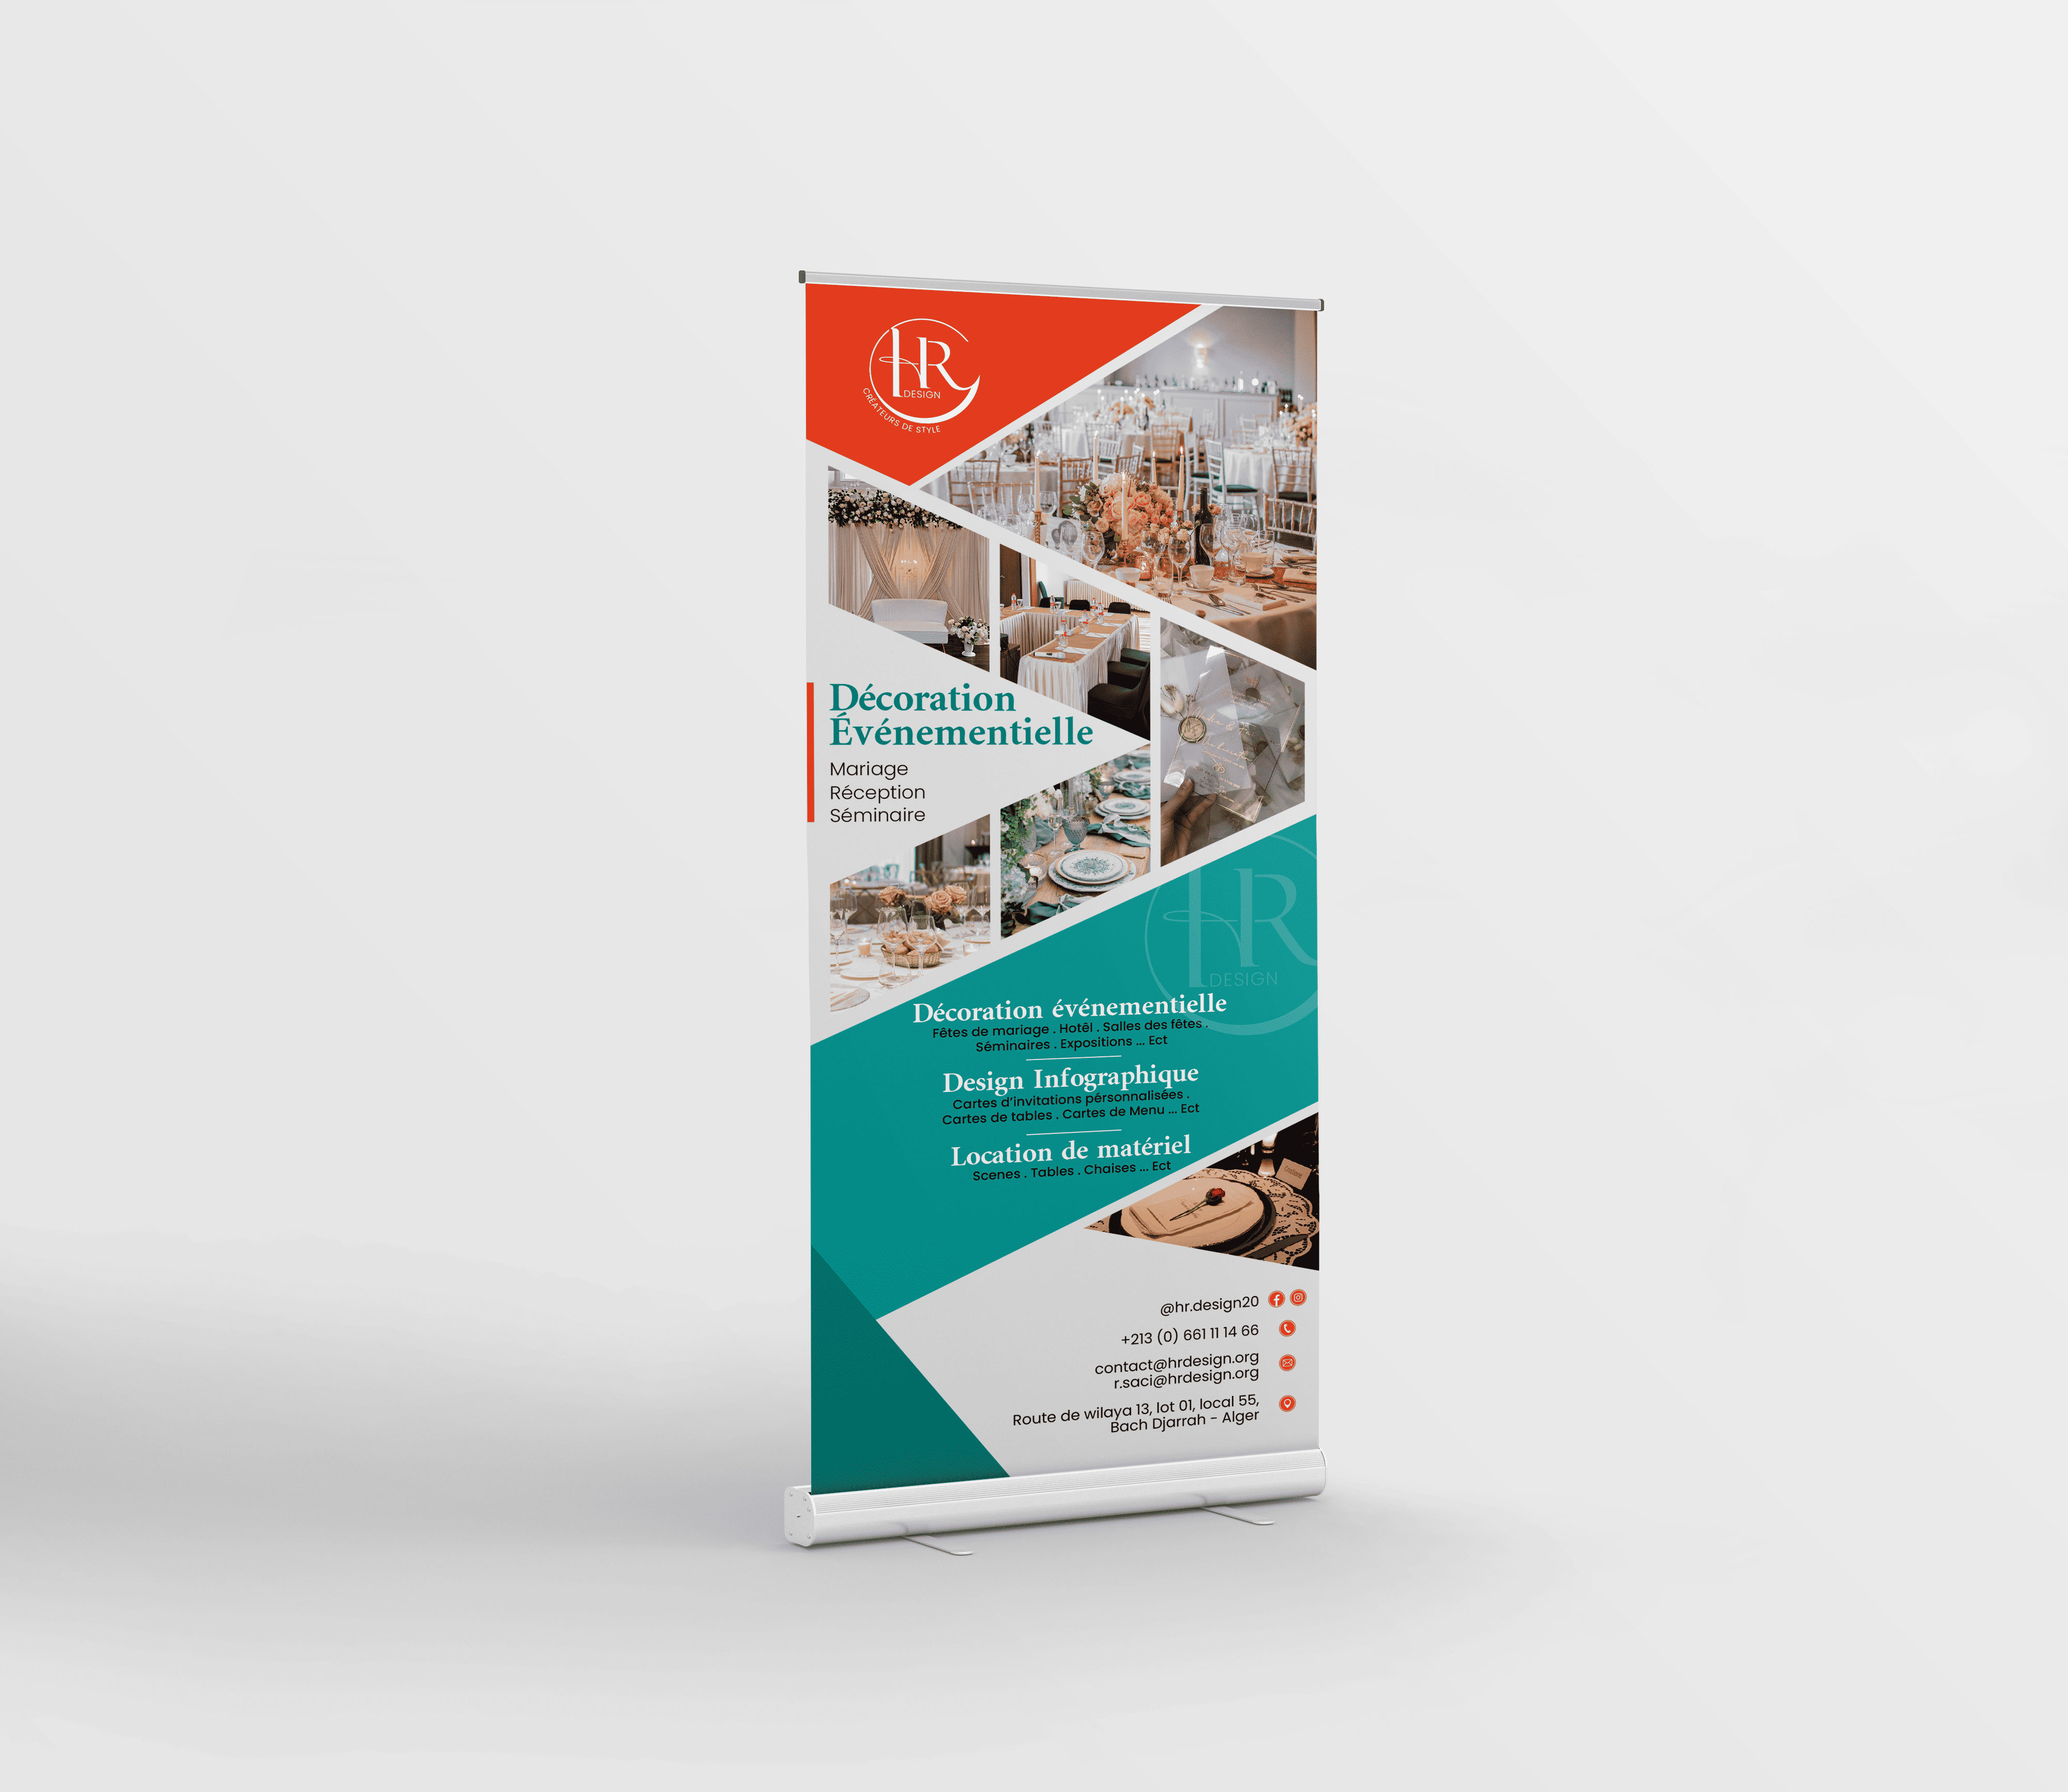 HR
DESIGN
CRÉATEURS DE STYLE
Décoration
Événementielle
Mariage
Réception
Séminaire
HR
DESIGN
Décoration événementielle
Fêtes de mariage . Hotêl . Salles des fêtes .
Séminaires . Expositions ... Ect
Design Infographique
Cartes d’invitations pérsonnalisées .
Cartes de tables . Cartes de Menu ... Ect
Location de matériel
Scenes . Tables . Chaises ... Ect
@hr.design20
+213 (0) 661 11 14 66
contact@hrdesign.org
r.saci@hrdesign.org
Route de wilaya 13, lot 01, local 55,
Bach Djarrah - Alger